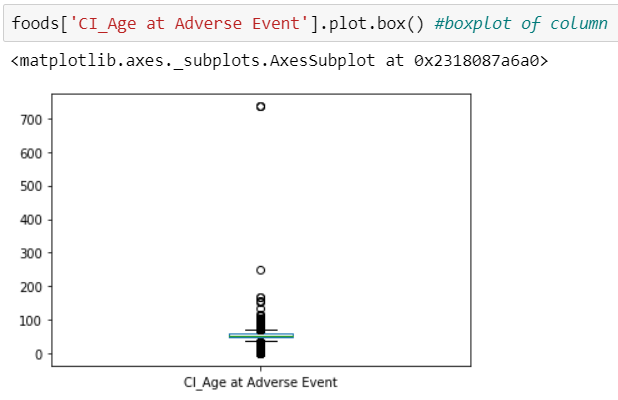 foods['CI_Age at Adverse Event'].plot.box() #boxplot of column
<matplotlib.axes._subplots.AxesSubplot at 0x2318087a6a0>
700
600
500
400
300
200
100
0
CI_Age at Adverse Event